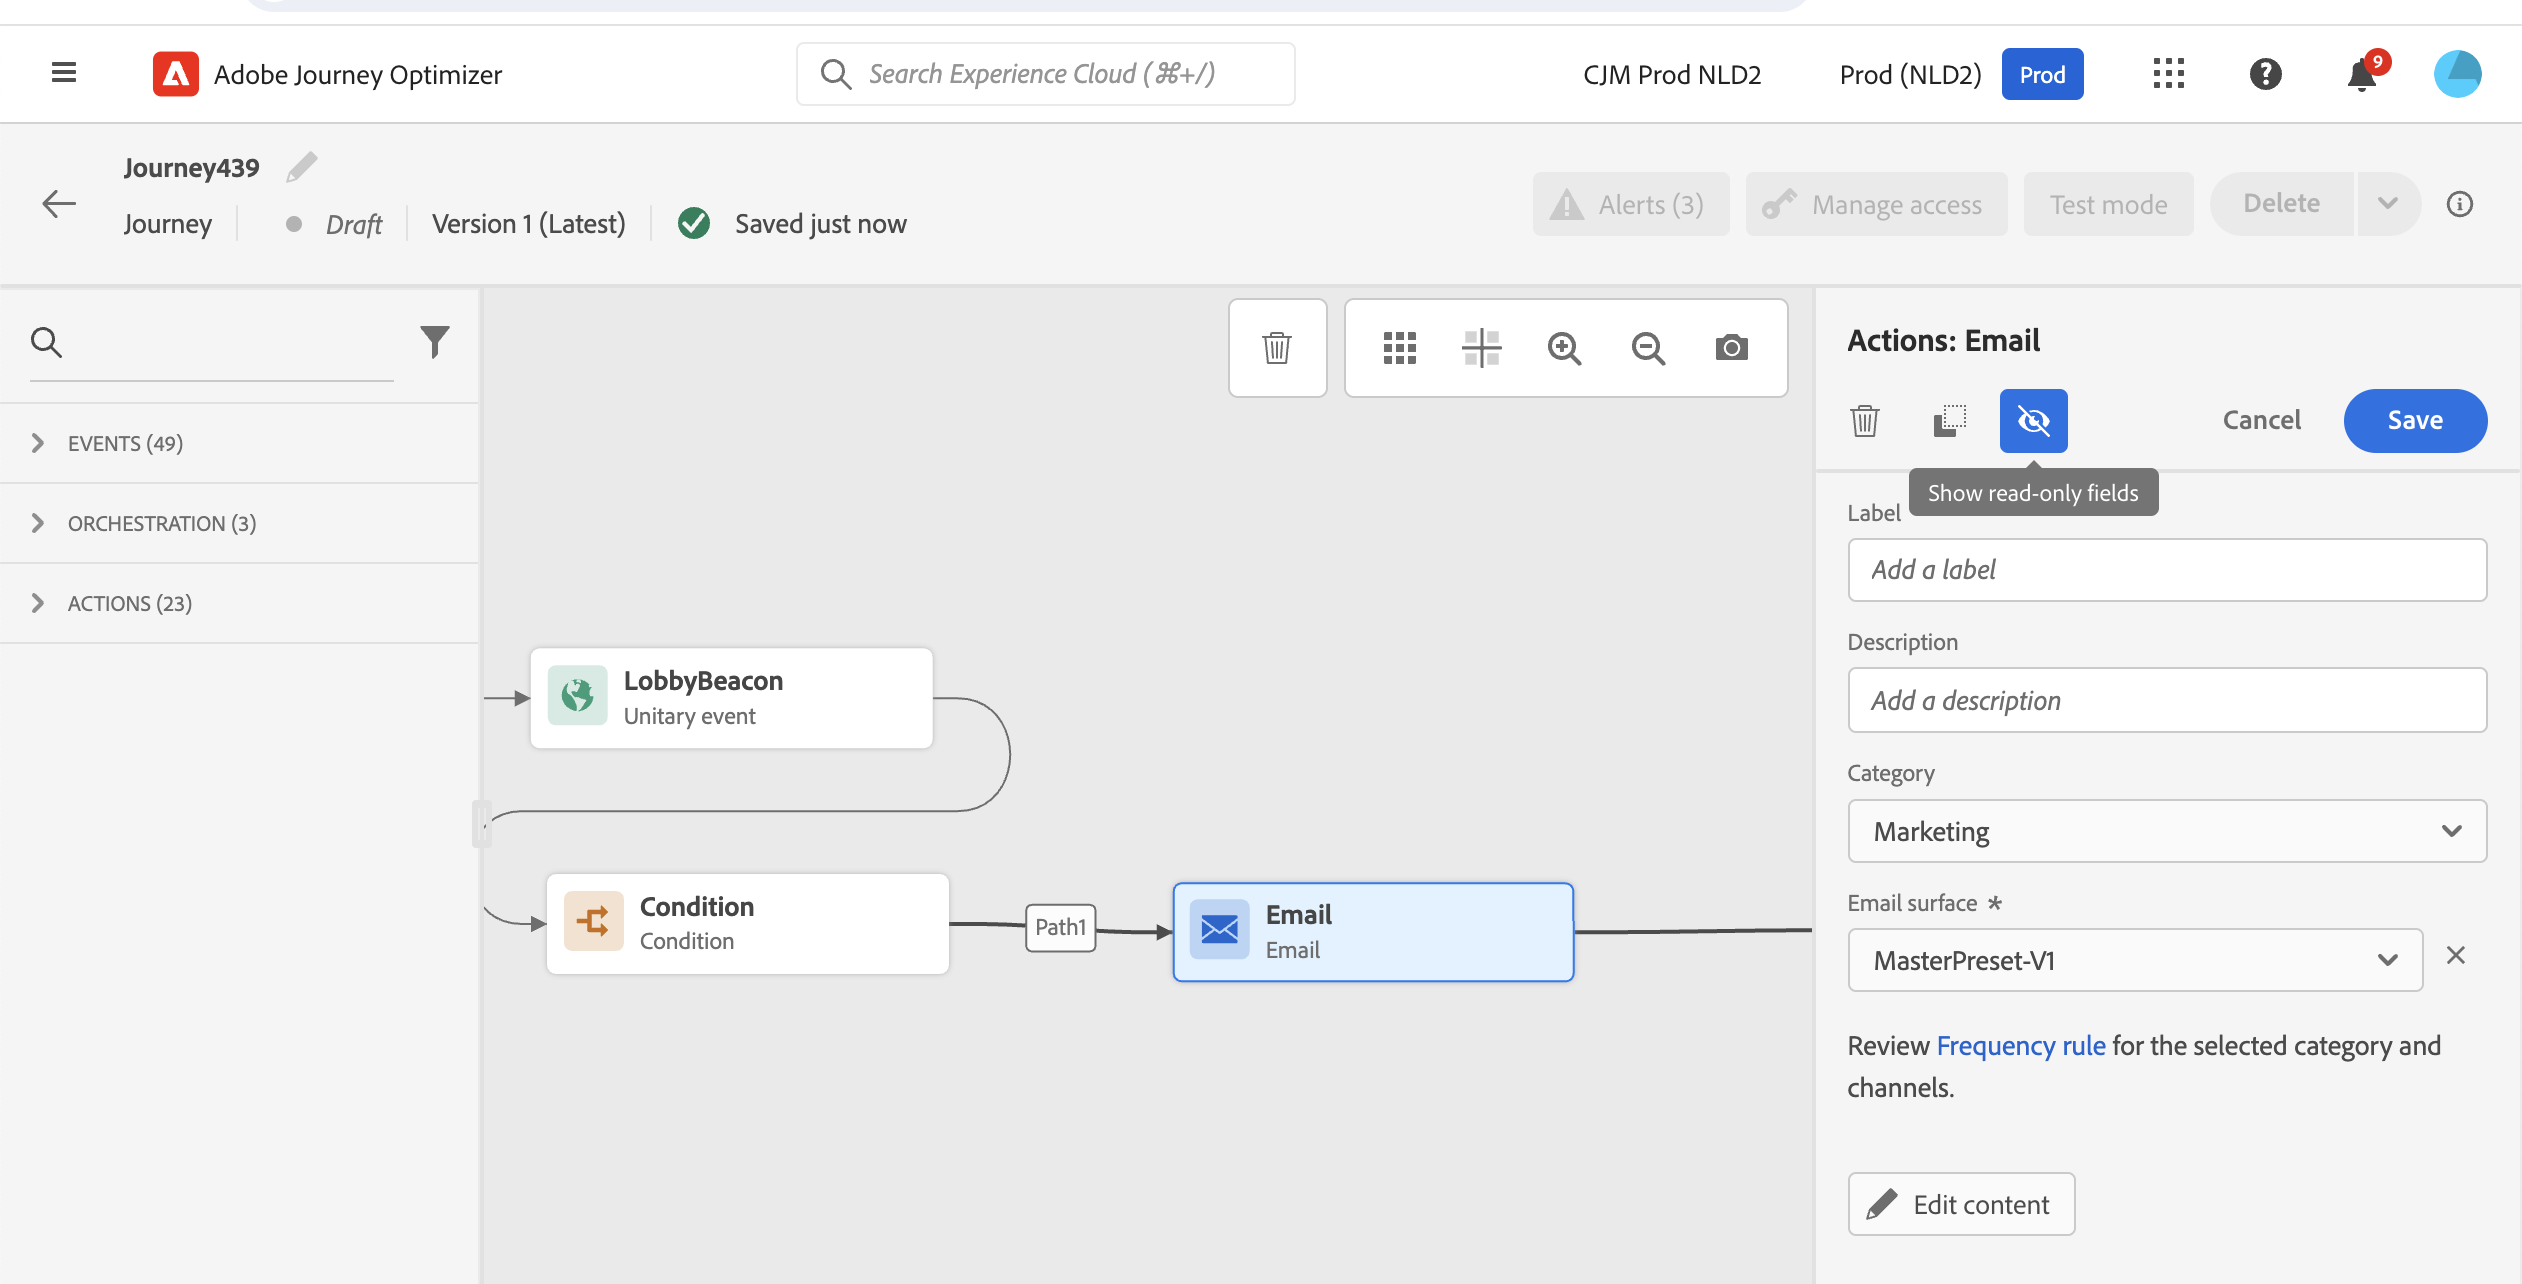 Adobe Journey Optimizer
Search Experience Cloud (⌘+/)
CJM Prod NLD2
Prod (NLD2)
Prod
9
Journey439
Journey
Draft
Version 1 (Latest)
Saved just now
Alerts (3)
Manage access
Test mode
Delete
EVENTS (49)
ORCHESTRATION (3)
ACTIONS (23)
LobbyBeacon
Unitary event
Condition
Condition
Path1
Email
Email
Actions: Email
Cancel
Save
Show read-only fields
Label
Add a label
Description
Add a description
Category
Marketing
Email surface *
MasterPreset-V1
Review Frequency rule for the selected category and
channels.
Edit content